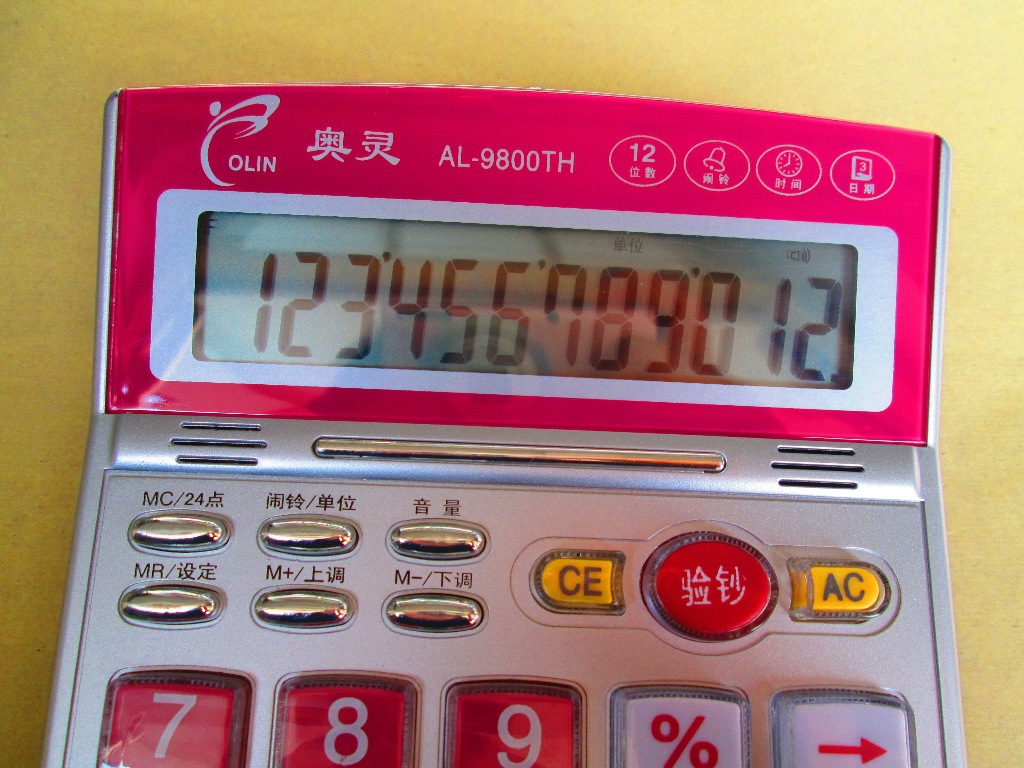 OLIN 奥灵 AL-9800TH 12 位数 闹铃 时间 3 日期
单位
123'456'789'012.
MC/24点 闹铃/单位 音量
MR/设定 M+/上调 M-/下调
CE 验钞 AC
7 8 9 % →